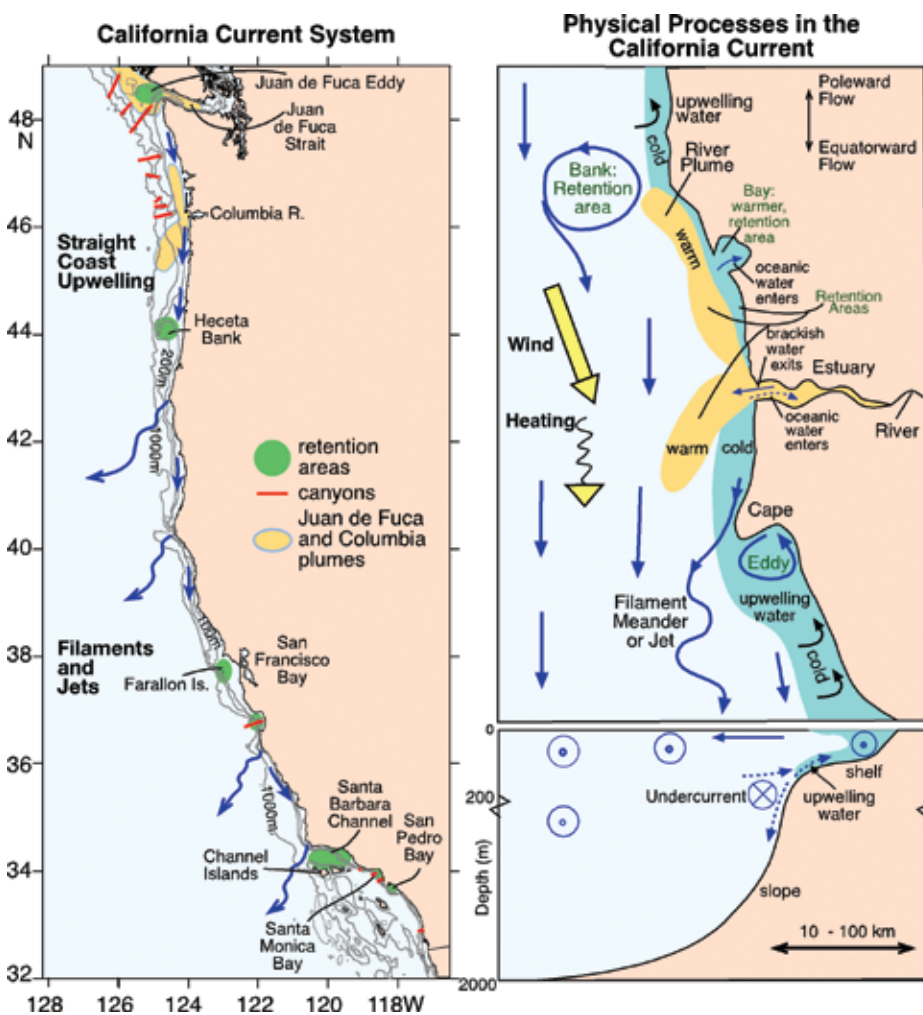 California Current System
48
N
46
44
42
40
38
36
34
32
128
126
124
122
120
118W
Juan de Fuca Eddy
Juan
de Fuca
Strait
Columbia R.
Straight
Coast
Upwelling
Heceta
Bank
200m
1000m
retention
areas
canyons
Juan de Fuca
and Columbia
plumes
100m
Filaments
and
Jets
San
Francisco
Bay
Farallon Is.
1000m
Santa
Barbara
Channel
San
Pedro
Bay
Channel
Islands
Santa
Monica
Bay
Physical Processes in the
California Current
upwelling
water
Poleward
Flow
Equatorward
Flow
cold
River
Plume
Bank:
Retention
area
Bay:
warmer,
retention
area
warm
oceanic
water
enters
Retention
Areas
Wind
brackish
water
exits
Estuary
Heating
oceanic
water
enters
River
warm
cold
Cape
Eddy
Filament
Meander
or Jet
upwelling
water
cold
0
200
2000
Depth (m)
Undercurrent
shelf
upwelling
water
slope
10 - 100 km